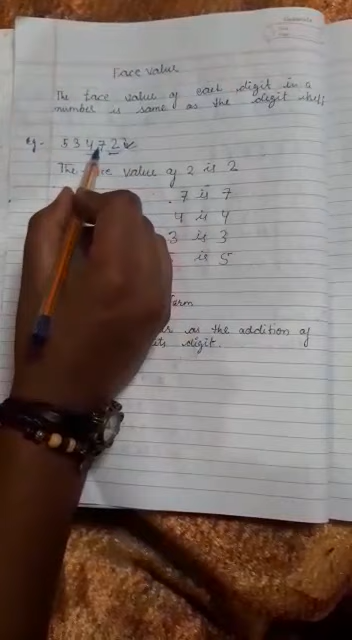 Face value
The face value of each digit in a
number is same as the digit itself
eg- 534722
The face value of 2 is 2
7 is 7
4 is 4
3 is 3
is 5
Form
as the addition of
its digit.